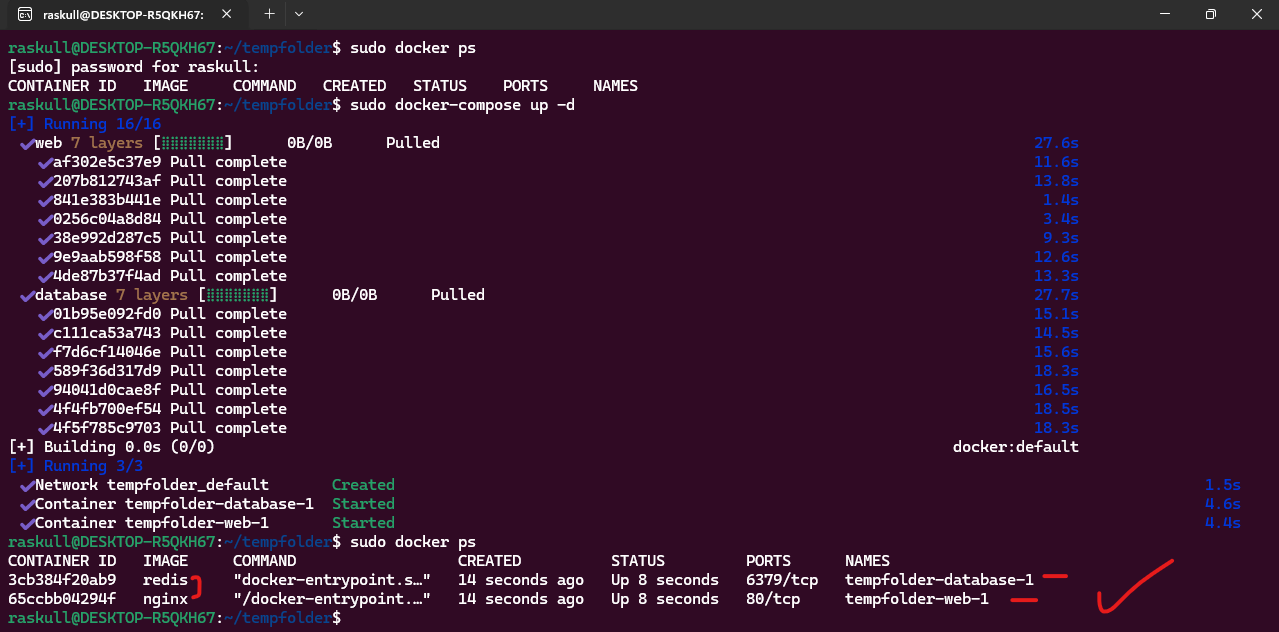 raskull@DESKTOP-R5QKH67:
raskull@DESKTOP-R5QKH67:~/tempfolder$ sudo docker ps
[sudo] password for raskull:
CONTAINER ID   IMAGE     COMMAND   CREATED   STATUS    PORTS     NAMES
raskull@DESKTOP-R5QKH67:~/tempfolder$ sudo docker-compose up -d
[+] Running 16/16
✔web 7 layers [⣿⣿⣿⣿⣿⣿⣿]      0B/0B      Pulled 27.6s
✔af302e5c37e9 Pull complete 11.6s
✔207b812743af Pull complete 13.8s
✔841e383b441e Pull complete 1.4s
✔0256c04a8d84 Pull complete 3.4s
✔38e992d287c5 Pull complete 9.3s
✔9e9aab598f58 Pull complete 12.6s
✔4de87b37f4ad Pull complete 13.3s
✔database 7 layers [⣿⣿⣿⣿⣿⣿⣿]      0B/0B      Pulled 27.7s
✔01b95e092fd0 Pull complete 15.1s
✔c111ca53a743 Pull complete 14.5s
✔f7d6cf14046e Pull complete 15.6s
✔589f36d317d9 Pull complete 18.3s
✔94041d0cae8f Pull complete 16.5s
✔4f4fb700ef54 Pull complete 18.5s
✔4f5f785c9703 Pull complete 18.3s
[+] Building 0.0s (0/0) docker:default
[+] Running 3/3
✔Network tempfolder_default       Created 1.5s
✔Container tempfolder-database-1  Started 4.6s
✔Container tempfolder-web-1       Started 4.4s
raskull@DESKTOP-R5QKH67:~/tempfolder$ sudo docker ps
CONTAINER ID   IMAGE     COMMAND                  CREATED          STATUS         PORTS      NAMES
3cb384f20ab9   redis     "docker-entrypoint.s…"   14 seconds ago   Up 8 seconds   6379/tcp   tempfolder-database-1
65ccbb04294f   nginx     "/docker-entrypoint.…"   14 seconds ago   Up 8 seconds   80/tcp     tempfolder-web-1
raskull@DESKTOP-R5QKH67:~/tempfolder$